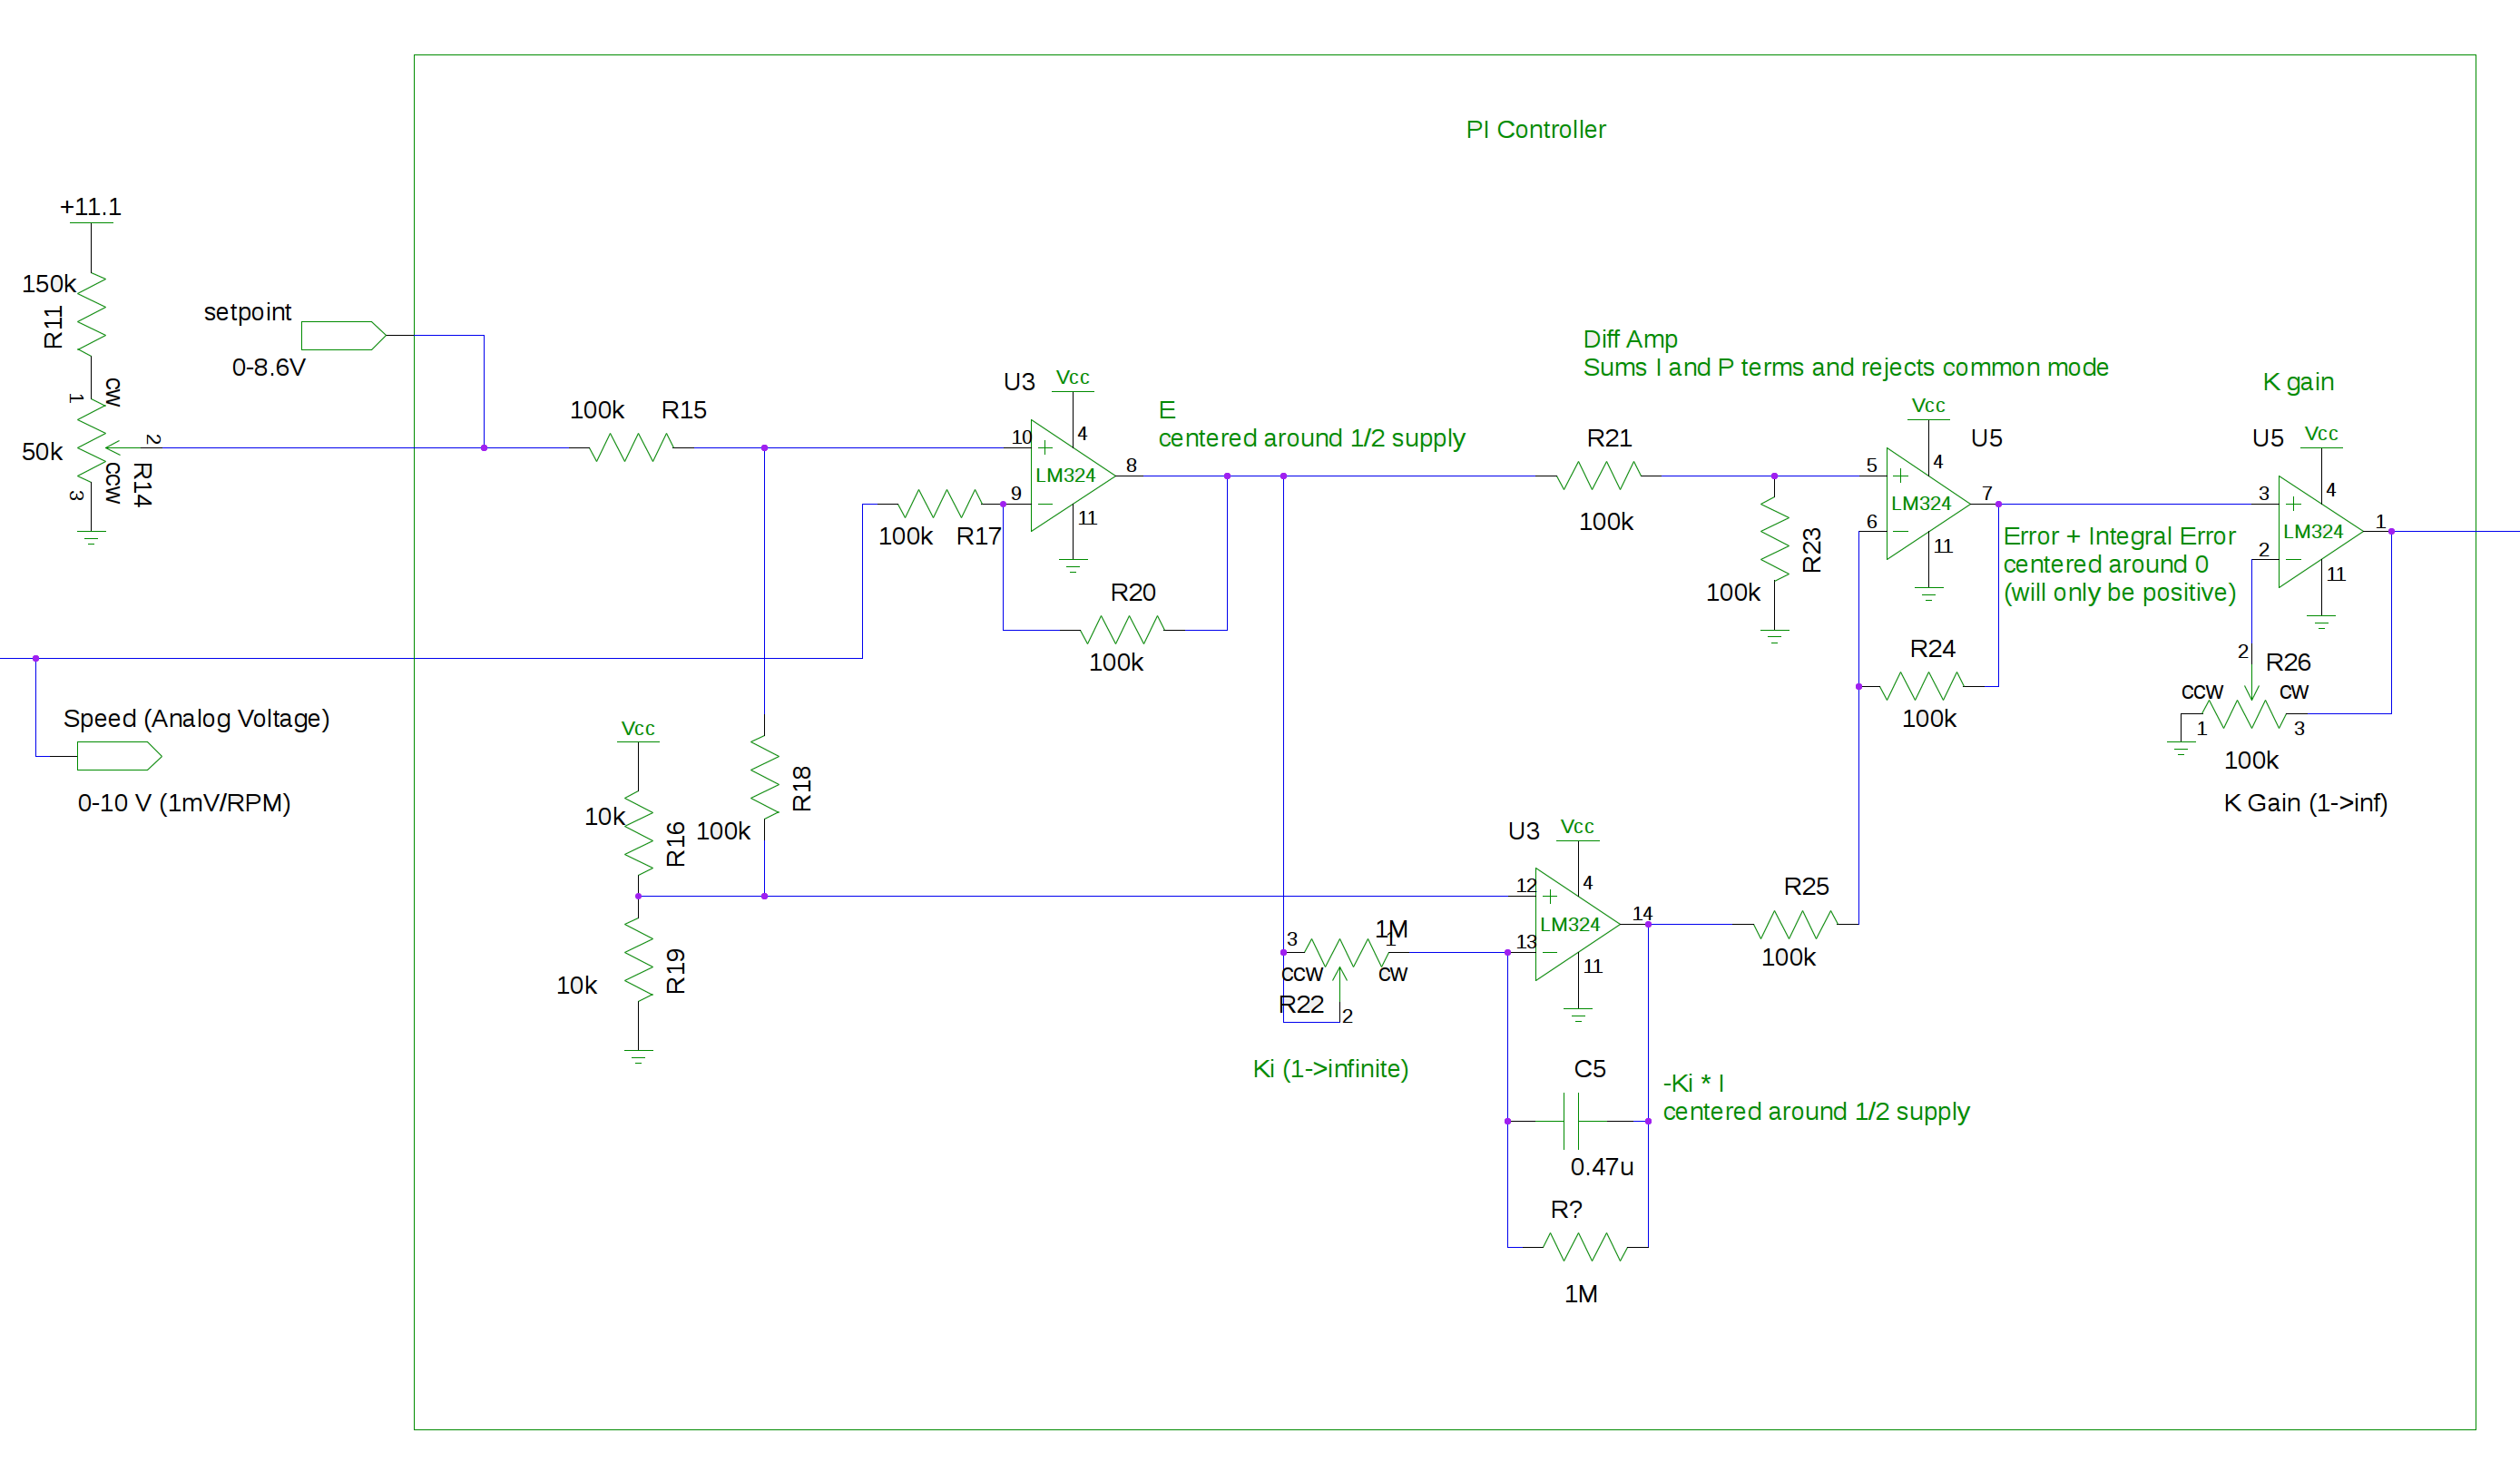 PI Controller
+11.1
150k
R11
setpoint
0-8.6V
cw
1
50k
2
ccw
R14
3
100k
R15
U3
Vcc
10
4
LM324
8
9
11
E
centered around 1/2 supply
100k
R17
R20
100k
Diff Amp
Sums I and P terms and rejects common mode
R21
100k
R23
100k
Vcc
U5
5
4
LM324
7
6
11
Error + Integral Error
centered around 0
(will only be positive)
R24
100k
K gain
U5
Vcc
3
4
LM324
1
2
11
2
R26
ccw
cw
1
3
100k
K Gain (1->inf)
Speed (Analog Voltage)
0-10 V (1mV/RPM)
Vcc
10k
R16
100k
R18
10k
R19
U3
Vcc
12
4
LM324
14
13
11
R25
100k
3
1M
1
ccw
cw
R22
2
Ki (1->infinite)
C5
0.47u
-Ki * I
centered around 1/2 supply
R?
1M